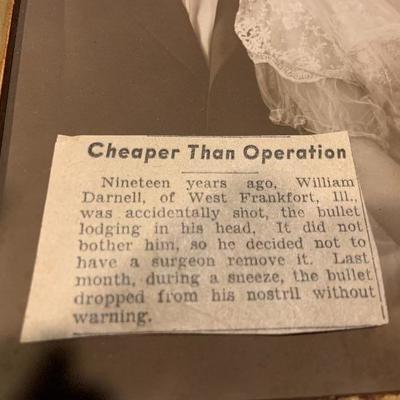 Cheaper Than Operation
Nineteen years ago, William
Darnell, of West Frankfort, Ill.,
was accidentally shot, the bullet
lodging in his head. It did not
bother him, so he decided not to
have a surgeon remove it. Last
month, during a sneeze, the bullet
dropped from his nostril without
warning.